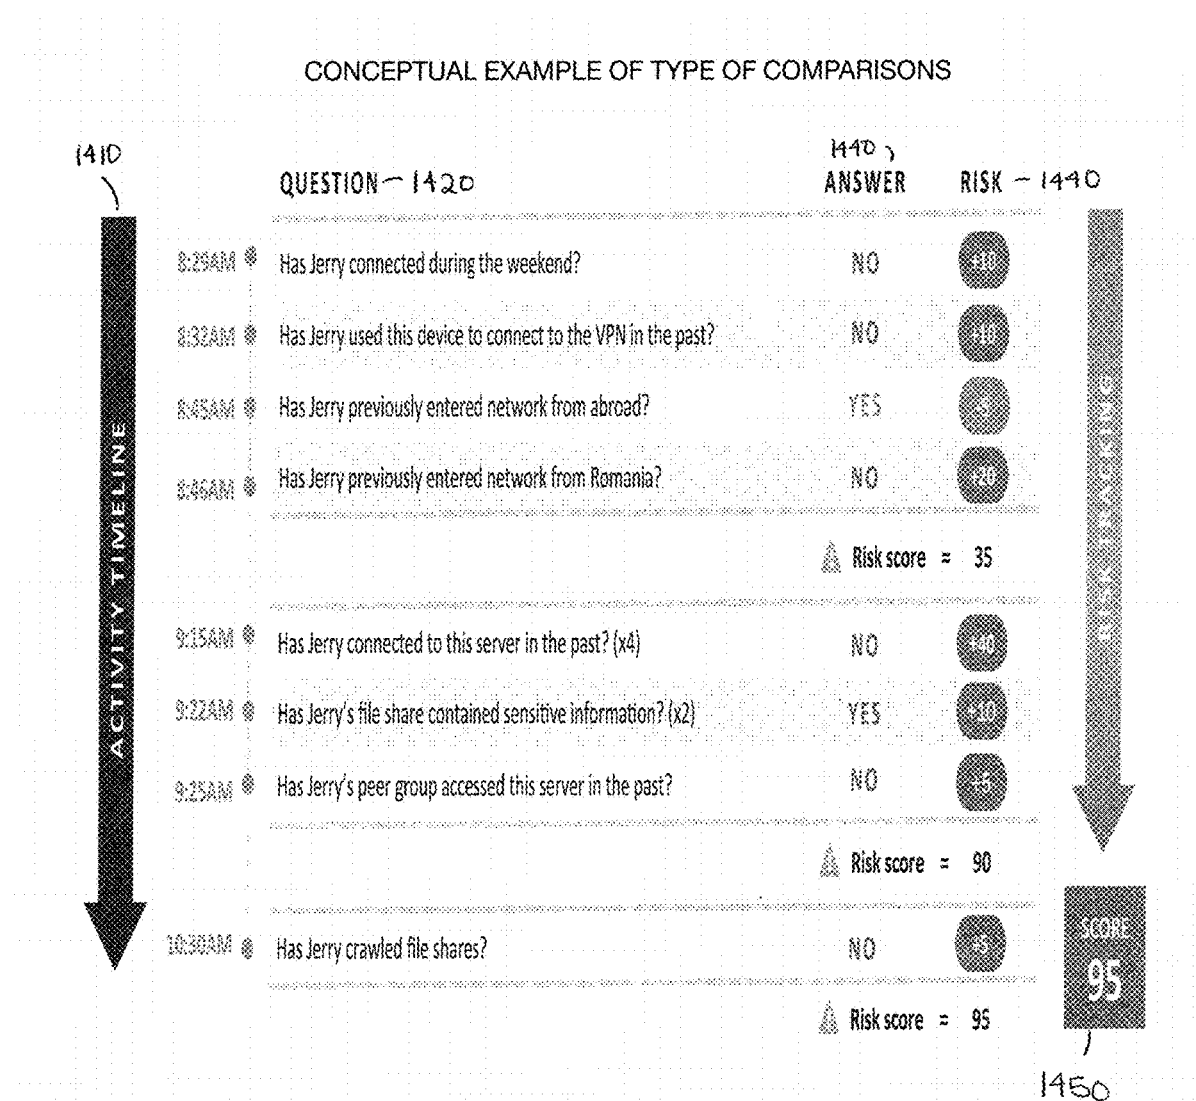 CONCEPTUAL EXAMPLE OF TYPE OF COMPARISONS
1410
1440
QUESTION – 1420 ANSWER RISK – 1440
8:29AM Has Jerry connected during the weekend? NO +10
8:32AM Has Jerry used this device to connect to the VPN in the past? NO +10
8:45AM Has Jerry previously entered network from abroad? YES -5
8:46AM Has Jerry previously entered network from Romania? NO +20
Risk score = 35
9:15AM Has Jerry connected to this server in the past? (x4) NO +40
9:22AM Has Jerry's file share contained sensitive information? (x2) YES +10
9:25AM Has Jerry's peer group accessed this server in the past? NO +5
Risk score = 90
10:30AM Has Jerry crawled file shares? NO +5
Risk score = 95
ACTIVITY TIMELINE
RISK TRACKING
SCORE
95
1450